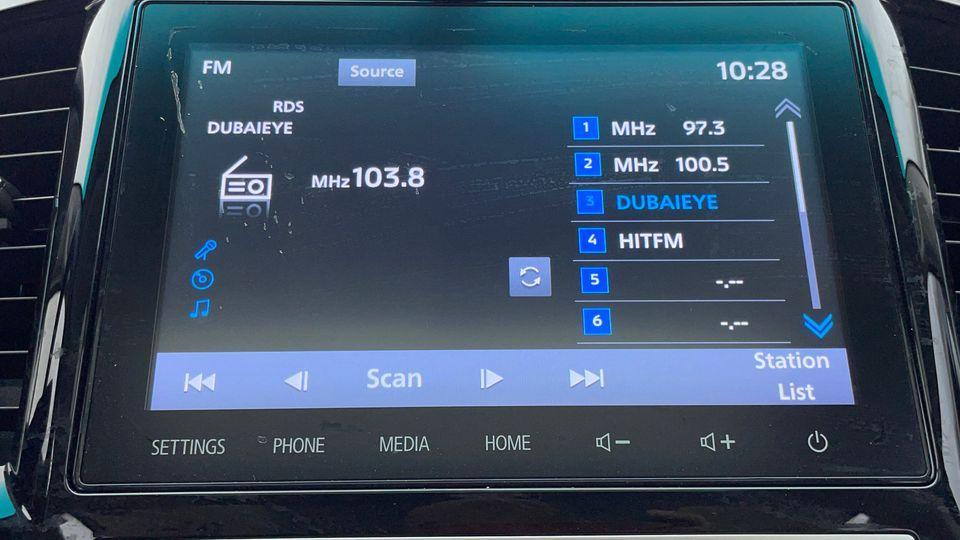 FM
Source
10:28
RDS
DUBAIEYE
MHz 103.8
1 MHz 97.3
2 MHz 100.5
3 DUBAIEYE
4 HITFM
5 -.--
6 -.--
Scan
Station
List
SETTINGS PHONE MEDIA HOME